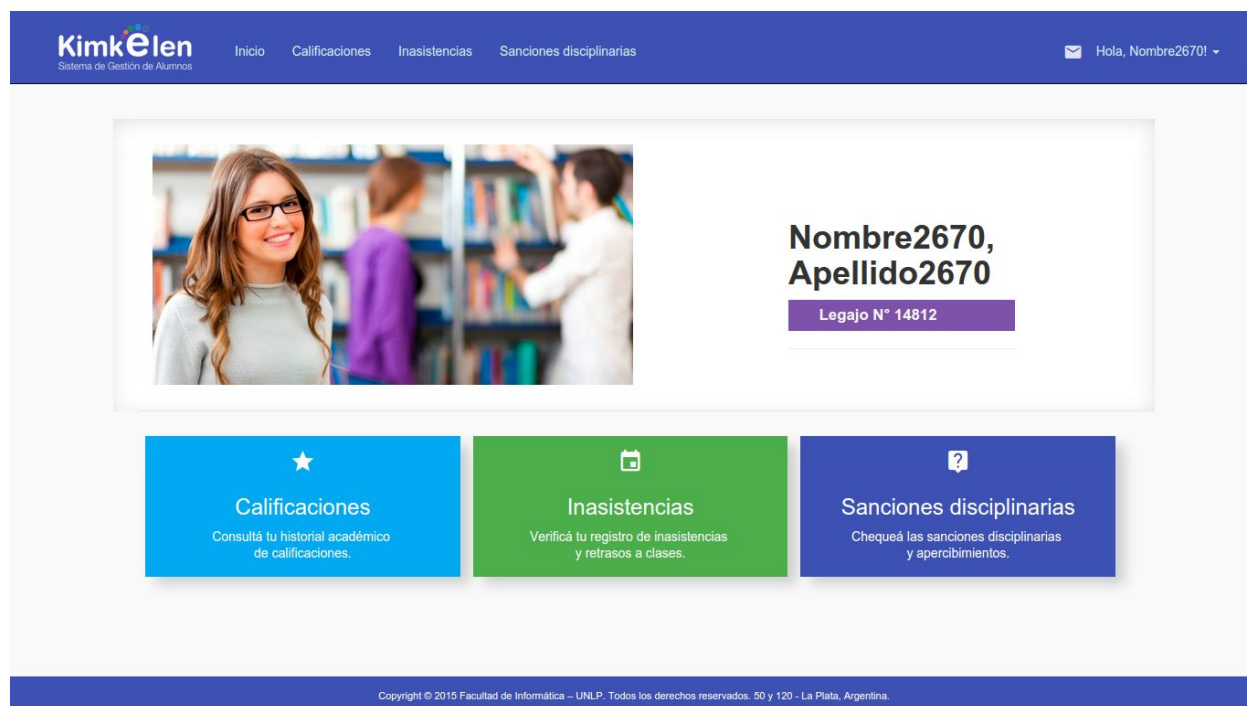 Kimkëlen
Sistema de Gestión de Alumnos
Inicio Calificaciones Inasistencias Sanciones disciplinarias
Hola, Nombre2670!
Nombre2670,
Apellido2670
Legajo N° 14812
Calificaciones
Consultá tu historial académico
de calificaciones.
Inasistencias
Verificá tu registro de inasistencias
y retrasos a clases.
Sanciones disciplinarias
Chequeá las sanciones disciplinarias
y apercibimientos.
Copyright © 2015 Facultad de Informática – UNLP. Todos los derechos reservados. 50 y 120 - La Plata, Argentina.